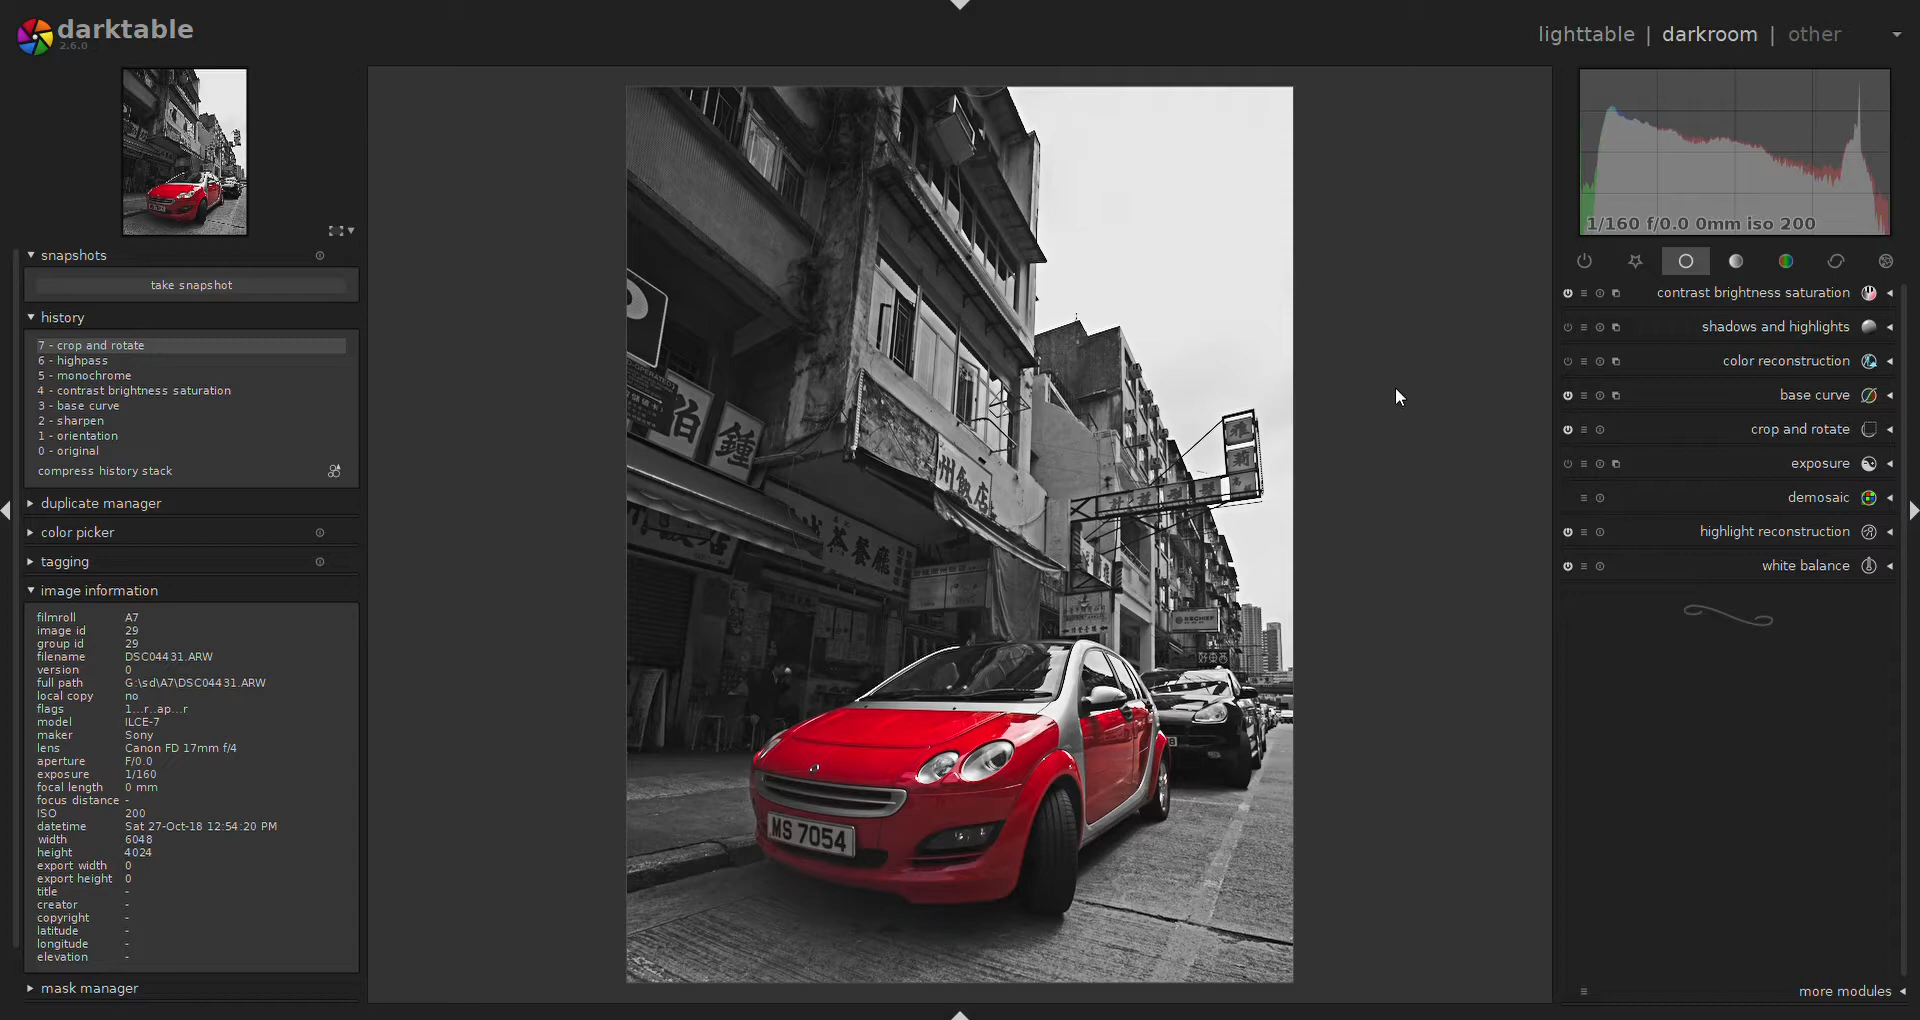 darktable
2.6.0
lighttable | darkroom | other
snapshots
take snapshot
history
7 - crop and rotate
6 - highpass
5 - monochrome
4 - contrast brightness saturation
3 - base curve
2 - sharpen
1 - orientation
0 - original
compress history stack
duplicate manager
color picker
tagging
image information
filmroll A7
image id 29
group id 29
filename DSC04431.ARW
version 0
full path G:\sd\A7\DSC04431.ARW
local copy no
flags 1...r..ap...r
model ILCE-7
maker Sony
lens Canon FD 17mm f/4
aperture F/0.0
exposure 1/160
focal length 0 mm
focus distance -
ISO 200
datetime Sat 27-Oct-18 12:54:20 PM
width 6048
height 4024
export width 0
export height 0
title -
creator -
copyright -
latitude -
longitude -
elevation -
mask manager
鍾
州飯店
茶餐廳
MS 7054
1/160 f/0.0 0mm iso 200
contrast brightness saturation
shadows and highlights
color reconstruction
base curve
crop and rotate
exposure
demosaic
highlight reconstruction
white balance
more modules